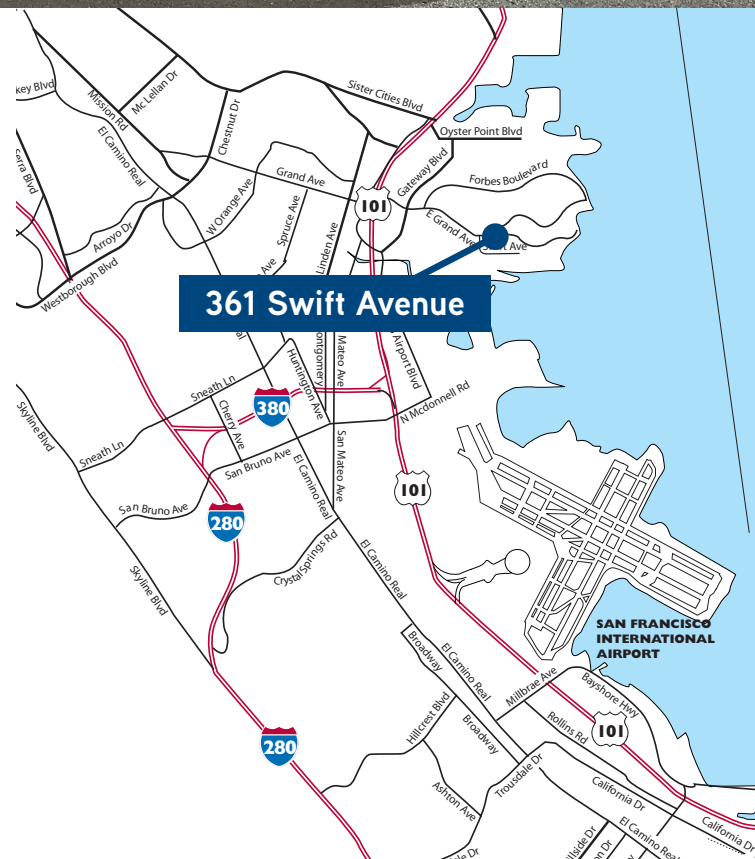 Sister Cities Blvd
key Blvd
Mc Lellan Dr
Mission Rd
Chestnut Dr
Oyster Point Blvd
El Camino Real
Gateway Blvd
Forbes Boulevard
Grand Ave
101
W Orange Ave
Spruce Ave
E Grand Ave
Arroyo Dr
Linden Ave
Ave
Westborough Blvd
361 Swift Avenue
Huntington Ave
Mateo Ave
Airport Blvd
Sneath Ln
380
N Mcdonnell Rd
Skyline Blvd
Cherry Ave
Sneath Ln
San Bruno Ave
San Mateo Ave
El Camino Real
101
San Bruno Ave
280
El Camino Real
Crystal Springs Rd
Skyline Blvd
SAN FRANCISCO
INTERNATIONAL
AIRPORT
Broadway
El Camino Real
Millbrae Ave
Bayshore Hwy
Hillcrest Blvd
Rollins Rd
101
Broadway
280
Trousdale Dr
Ashton Ave
California Dr
El Camino Real
California Dr